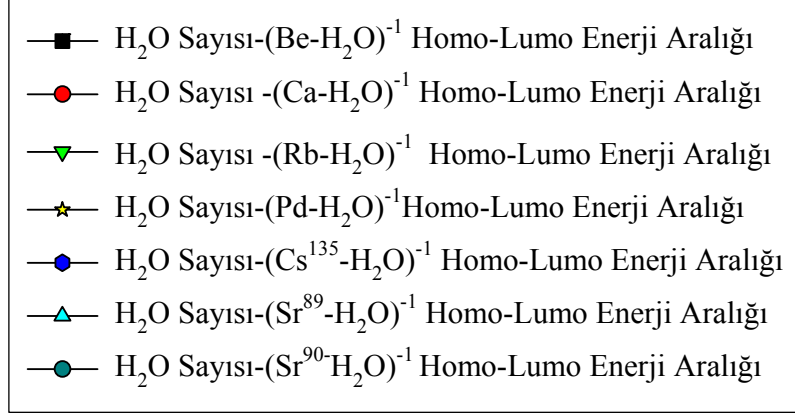 H₂O Sayısı-(Be-H₂O)⁻¹ Homo-Lumo Enerji Aralığı
H₂O Sayısı -(Ca-H₂O)⁻¹ Homo-Lumo Enerji Aralığı
H₂O Sayısı -(Rb-H₂O)⁻¹ Homo-Lumo Enerji Aralığı
H₂O Sayısı-(Pd-H₂O)⁻¹Homo-Lumo Enerji Aralığı
H₂O Sayısı-(Cs¹³⁵-H₂O)⁻¹ Homo-Lumo Enerji Aralığı
H₂O Sayısı-(Sr⁸⁹-H₂O)⁻¹ Homo-Lumo Enerji Aralığı
H₂O Sayısı-(Sr⁹⁰⁻H₂O)⁻¹ Homo-Lumo Enerji Aralığı